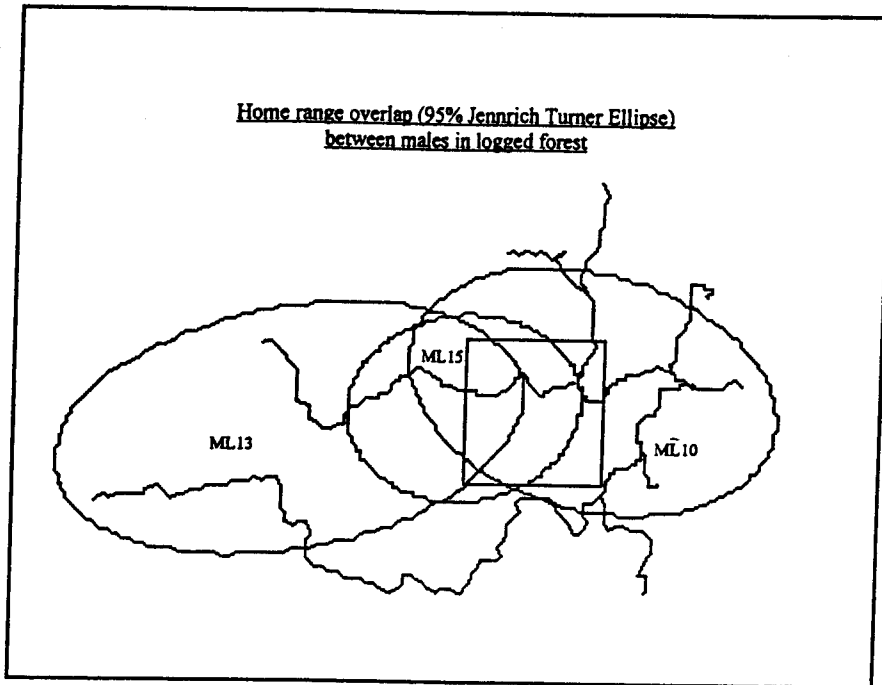 Home range overlap (95% Jennrich Turner Ellipse)
between males in logged forest
ML15
ML13
ML10